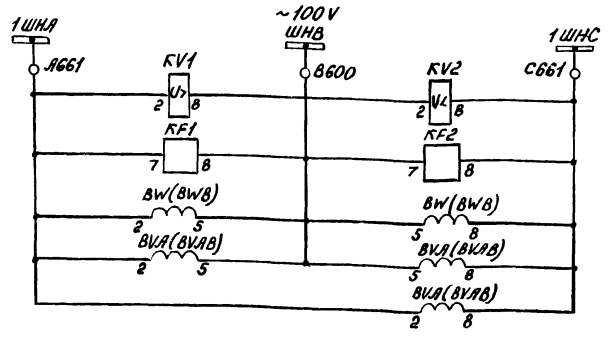 ~100V
1ШНА ШНВ 1ШНС
А661 В600 С661
KV1 KV2
2 U> 8 2 U< 8
KF1 KF2
7 8 7 8
BW(BWB) BW(BWB)
2 5 5 8
BVA(BVAB) BVA(BVAB)
2 5 5 8
BVA(BVAB)
2 8